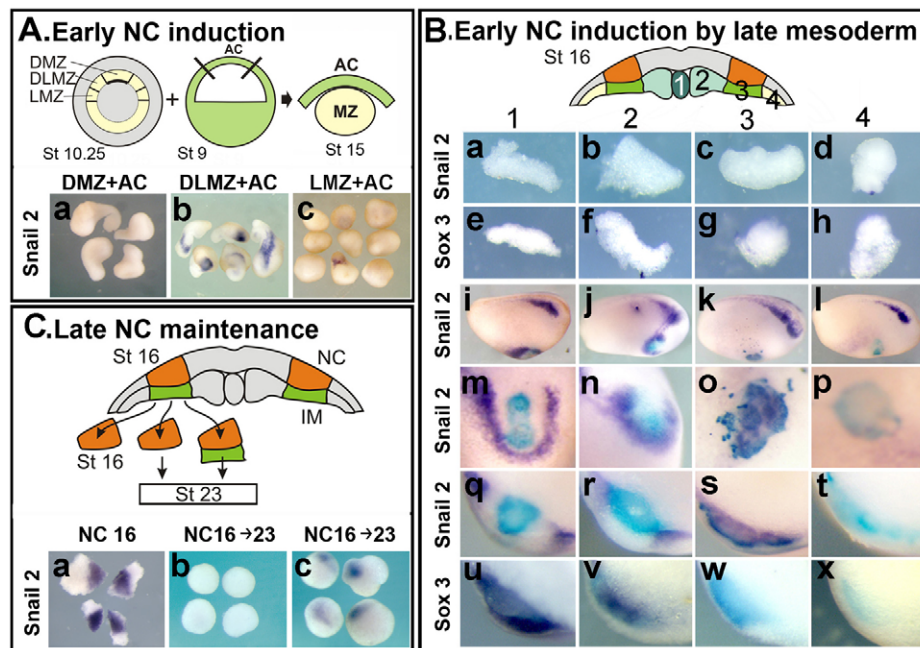 A. Early NC induction
DMZ
DLMZ
LMZ
St 10.25
+
AC
St 9
AC
MZ
St 15
DMZ+AC DLMZ+AC LMZ+AC
Snail 2
a b c
C. Late NC maintenance
St 16
NC
IM
St 16
St 23
NC 16 NC16→23 NC16→23
Snail 2
a b c
B. Early NC induction by late mesoderm
St 16
1 2 3 4
1 2 3 4
Snail 2
a b c d
Sox 3
e f g h
Snail 2
i j k l
Snail 2
m n o p
Snail 2
q r s t
Sox 3
u v w x